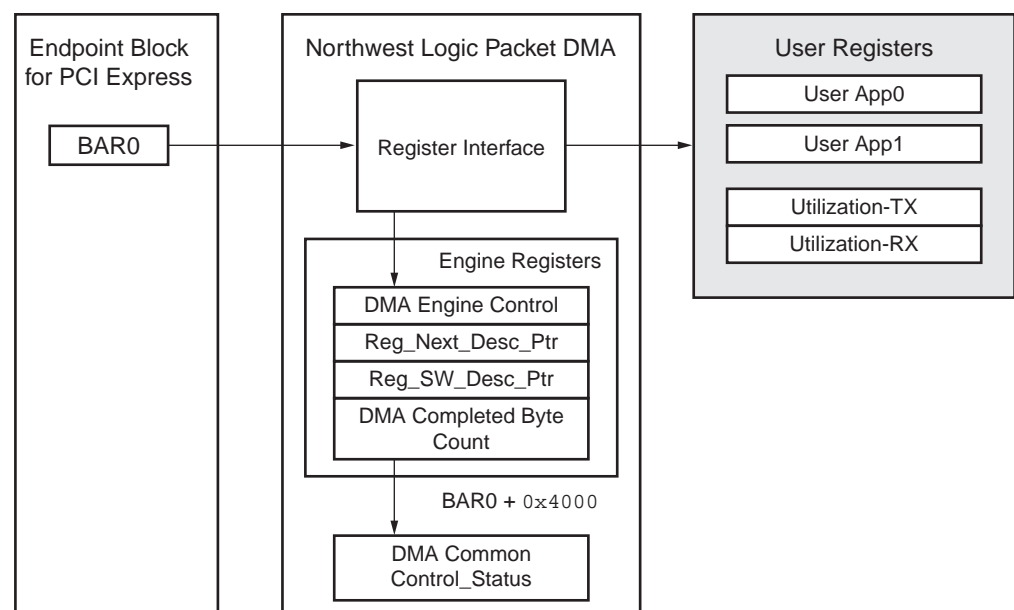 Endpoint Block
for PCI Express
BAR0
Northwest Logic Packet DMA
Register Interface
Engine Registers
DMA Engine Control
Reg_Next_Desc_Ptr
Reg_SW_Desc_Ptr
DMA Completed Byte
Count
BAR0 + 0x4000
DMA Common
Control_Status
User Registers
User App0
User App1
Utilization-TX
Utilization-RX